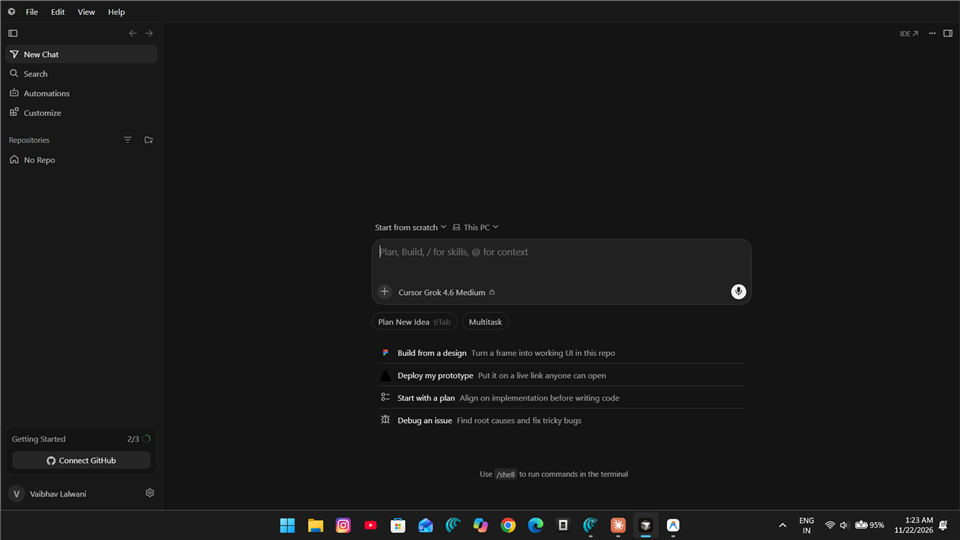 File Edit View Help
New Chat
Search
Automations
Customize
Repositories
No Repo
Getting Started 2/3
Connect GitHub
V Vaibhav Lalwani
IDE
Start from scratch This PC
Plan, Build, / for skills, @ for context
Cursor Grok 4.6 Medium
Plan New Idea ⇧Tab Multitask
Build from a design Turn a frame into working UI in this repo
Deploy my prototype Put it on a live link anyone can open
Start with a plan Align on implementation before writing code
Debug an issue Find root causes and fix tricky bugs
Use /shell to run commands in the terminal
ENG
IN
95%
1:23 AM
11/22/2026